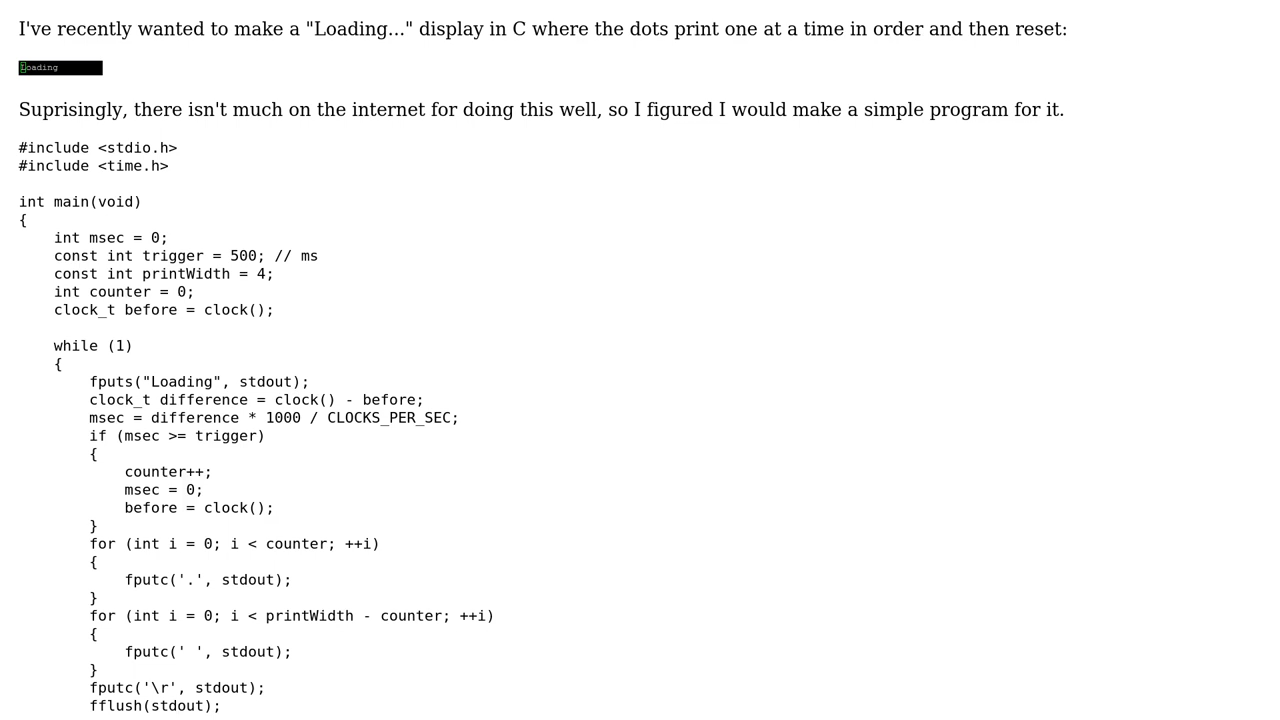 I've recently wanted to make a "Loading..." display in C where the dots print one at a time in order and then reset:
Loading
Suprisingly, there isn't much on the internet for doing this well, so I figured I would make a simple program for it.
#include <stdio.h>
#include <time.h>

int main(void)
{
    int msec = 0;
    const int trigger = 500; // ms
    const int printWidth = 4;
    int counter = 0;
    clock_t before = clock();

    while (1)
    {
        fputs("Loading", stdout);
        clock_t difference = clock() - before;
        msec = difference * 1000 / CLOCKS_PER_SEC;
        if (msec >= trigger)
        {
            counter++;
            msec = 0;
            before = clock();
        }
        for (int i = 0; i < counter; ++i)
        {
            fputc('.', stdout);
        }
        for (int i = 0; i < printWidth - counter; ++i)
        {
            fputc(' ', stdout);
        }
        fputc('\r', stdout);
        fflush(stdout);